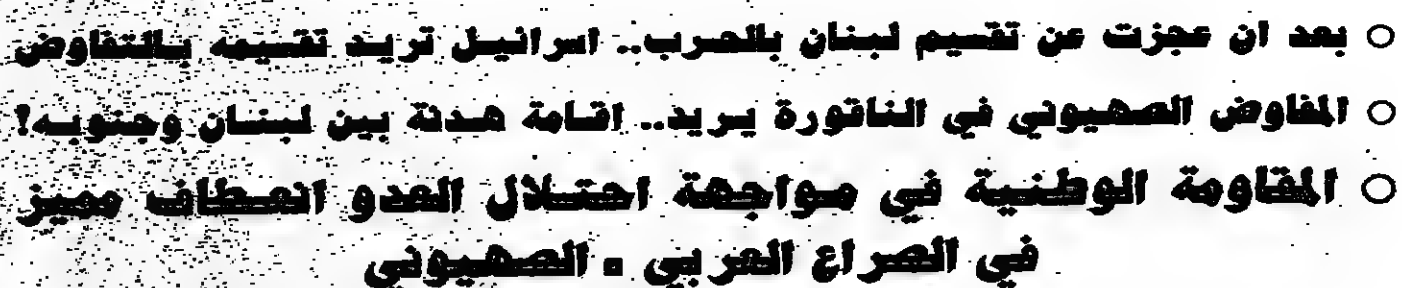 ○ بعد ان عجزت عن تقسيم لبنان بالحرب.. اسرائيل تريد تقسيمه بالتفاوض
○ المفاوض الصهيوني في الناقورة يريد.. اقامة هدنة بين لبنان وجنوبه!
○ المقاومة الوطنية في مواجهة احتلال العدو انعطاف مميز
في الصراع العربي - الصهيوني